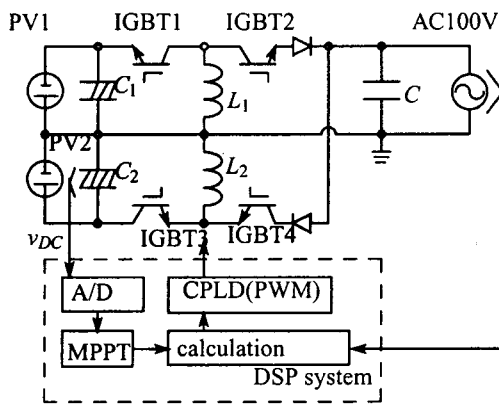 PV1 IGBT1 IGBT2 AC100V
C1 L1 C
PV2
C2 L2
vDC IGBT3 IGBT4
A/D CPLD(PWM)
MPPT calculation
DSP system